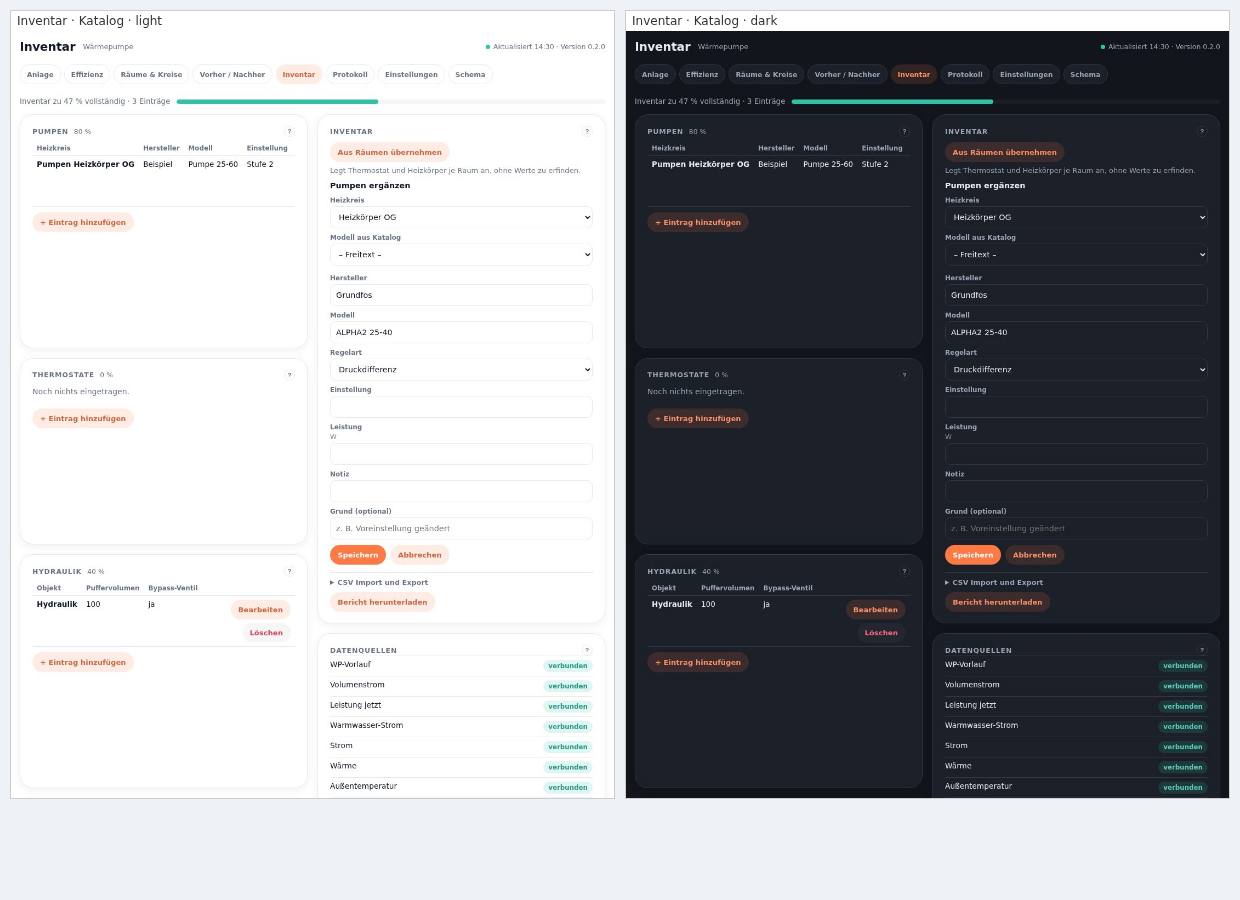 Inventar · Katalog · light
Inventar Wärmepumpe
Aktualisiert 14:30 · Version 0.2.0
Anlage Effizienz Räume & Kreise Vorher / Nachher Inventar Protokoll Einstellungen Schema
Inventar zu 47 % vollständig · 3 Einträge
PUMPEN 80 % ?
Heizkreis Hersteller Modell Einstellung
Pumpen Heizkörper OG Beispiel Pumpe 25-60 Stufe 2
+ Eintrag hinzufügen
THERMOSTATE 0 % ?
Noch nichts eingetragen.
+ Eintrag hinzufügen
HYDRAULIK 40 % ?
Objekt Puffervolumen Bypass-Ventil
Hydraulik 100 ja Bearbeiten
Löschen
+ Eintrag hinzufügen
INVENTAR ?
Aus Räumen übernehmen
Legt Thermostat und Heizkörper je Raum an, ohne Werte zu erfinden.
Pumpen ergänzen
Heizkreis
Heizkörper OG
Modell aus Katalog
– Freitext –
Hersteller
Grundfos
Modell
ALPHA2 25-40
Regelart
Druckdifferenz
Einstellung
Leistung
W
Notiz
Grund (optional)
z. B. Voreinstellung geändert
Speichern Abbrechen
▸ CSV Import und Export
Bericht herunterladen
DATENQUELLEN ?
WP-Vorlauf verbunden
Volumenstrom verbunden
Leistung jetzt verbunden
Warmwasser-Strom verbunden
Strom verbunden
Wärme verbunden
Außentemperatur verbunden
Inventar · Katalog · dark
Inventar Wärmepumpe
Aktualisiert 14:30 · Version 0.2.0
Anlage Effizienz Räume & Kreise Vorher / Nachher Inventar Protokoll Einstellungen Schema
Inventar zu 47 % vollständig · 3 Einträge
PUMPEN 80 % ?
Heizkreis Hersteller Modell Einstellung
Pumpen Heizkörper OG Beispiel Pumpe 25-60 Stufe 2
+ Eintrag hinzufügen
THERMOSTATE 0 % ?
Noch nichts eingetragen.
+ Eintrag hinzufügen
HYDRAULIK 40 % ?
Objekt Puffervolumen Bypass-Ventil
Hydraulik 100 ja Bearbeiten
Löschen
+ Eintrag hinzufügen
INVENTAR ?
Aus Räumen übernehmen
Legt Thermostat und Heizkörper je Raum an, ohne Werte zu erfinden.
Pumpen ergänzen
Heizkreis
Heizkörper OG
Modell aus Katalog
– Freitext –
Hersteller
Grundfos
Modell
ALPHA2 25-40
Regelart
Druckdifferenz
Einstellung
Leistung
W
Notiz
Grund (optional)
z. B. Voreinstellung geändert
Speichern Abbrechen
▸ CSV Import und Export
Bericht herunterladen
DATENQUELLEN ?
WP-Vorlauf verbunden
Volumenstrom verbunden
Leistung jetzt verbunden
Warmwasser-Strom verbunden
Strom verbunden
Wärme verbunden
Außentemperatur verbunden